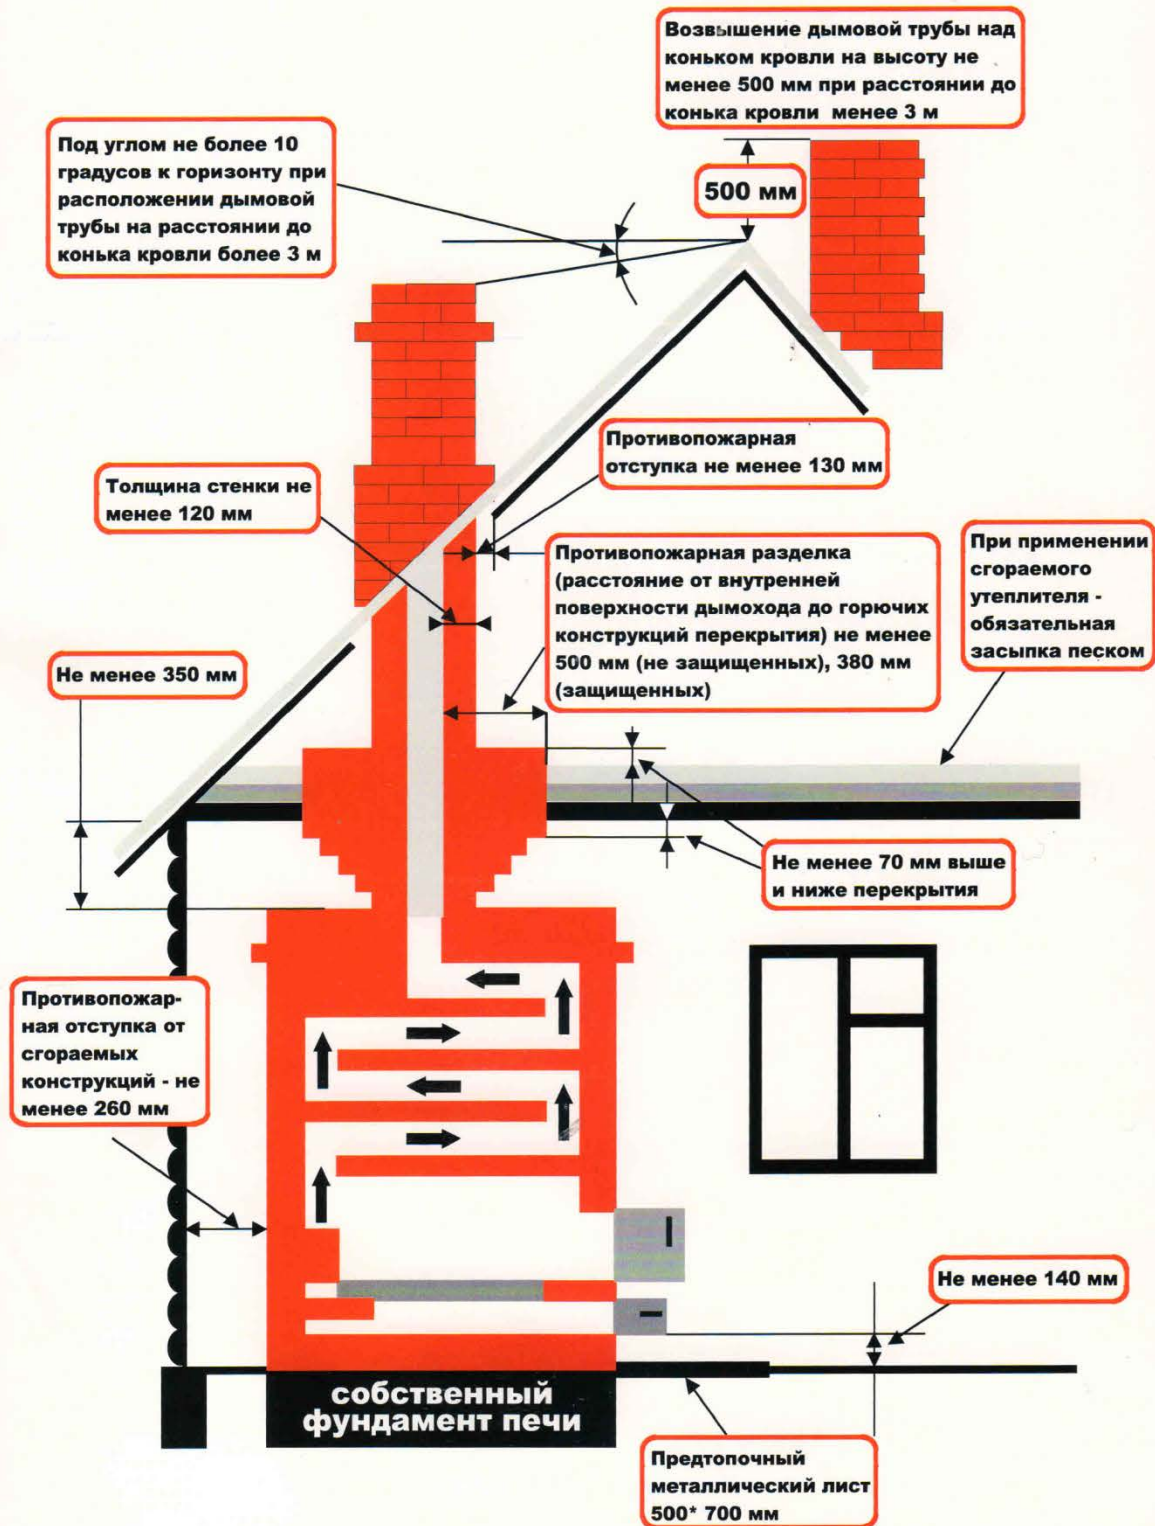 Возвышение дымовой трубы над
коньком кровли на высоту не
менее 500 мм при расстоянии до
конька кровли менее 3 м
Под углом не более 10
градусов к горизонту при
расположении дымовой
трубы на расстоянии до
конька кровли более 3 м
500 мм
Противопожарная
отступка не менее 130 мм
Толщина стенки не
менее 120 мм
Противопожарная разделка
(расстояние от внутренней
поверхности дымохода до горючих
конструкций перекрытия) не менее
500 мм (не защищенных), 380 мм
(защищенных)
При применении
сгораемого
утеплителя -
обязательная
засыпка песком
Не менее 350 мм
Не менее 70 мм выше
и ниже перекрытия
Противопожар-
ная отступка от
сгораемых
конструкций - не
менее 260 мм
Не менее 140 мм
собственный
фундамент печи
Предтопочный
металлический лист
500* 700 мм